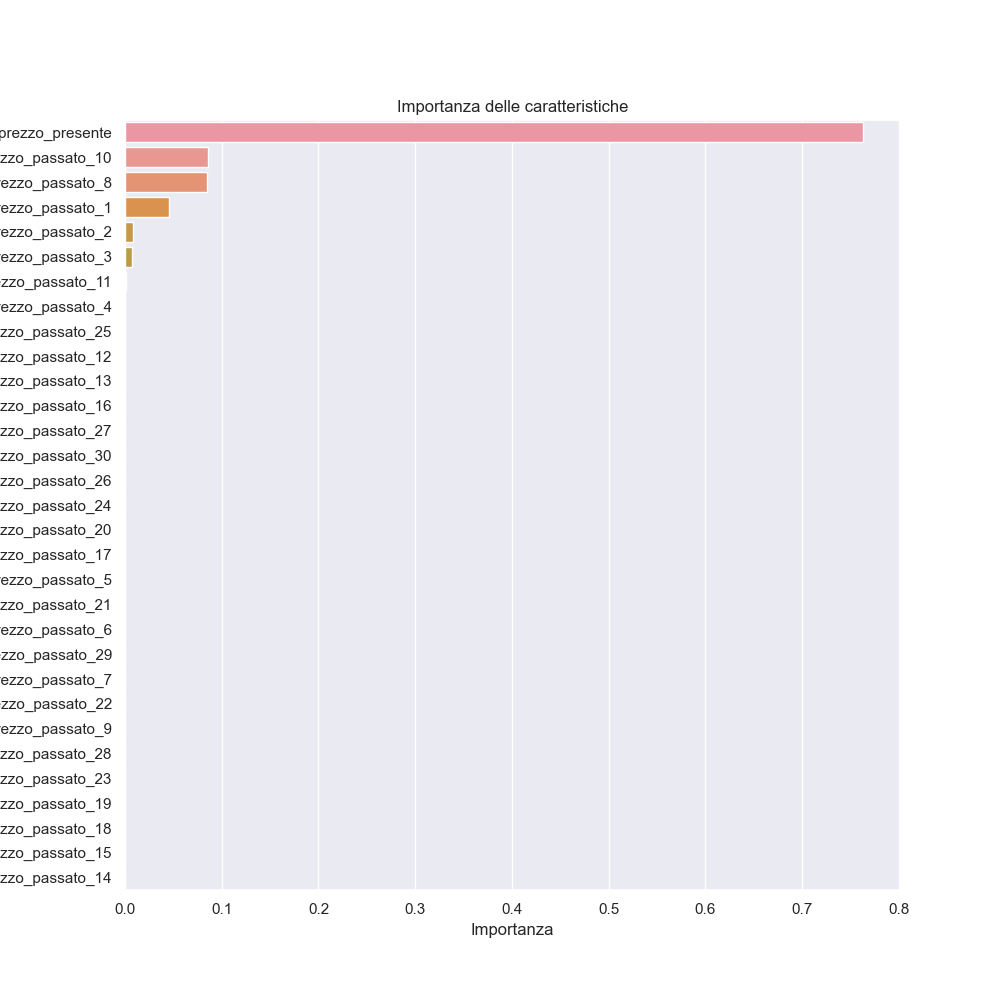 Importanza delle caratteristiche
prezzo_presente
zzo_passato_10
ezzo_passato_8
ezzo_passato_1
ezzo_passato_2
ezzo_passato_3
zzo_passato_11
ezzo_passato_4
zzo_passato_25
zzo_passato_12
zzo_passato_13
zzo_passato_16
zzo_passato_27
zzo_passato_30
zzo_passato_26
zzo_passato_24
zzo_passato_20
zzo_passato_17
ezzo_passato_5
zzo_passato_21
ezzo_passato_6
zzo_passato_29
ezzo_passato_7
zzo_passato_22
ezzo_passato_9
zzo_passato_28
zzo_passato_23
zzo_passato_19
zzo_passato_18
zzo_passato_15
zzo_passato_14
0.0 0.1 0.2 0.3 0.4 0.5 0.6 0.7 0.8
Importanza